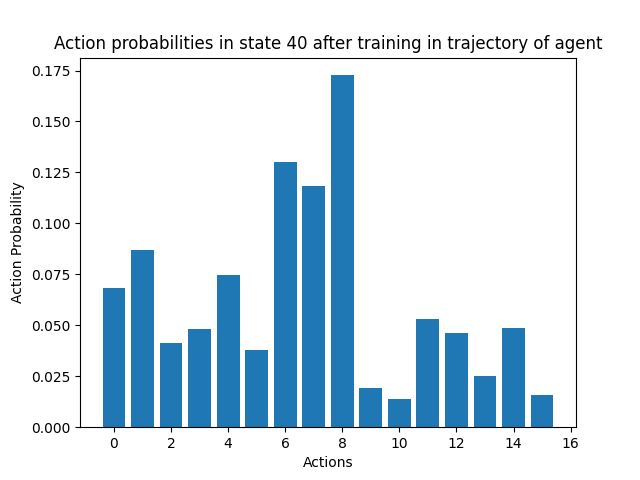 Action probabilities in state 40 after training in trajectory of agent
0.175
0.150
0.125
0.100
0.075
0.050
0.025
0.000
Action Probability
0 2 4 6 8 10 12 14 16
Actions